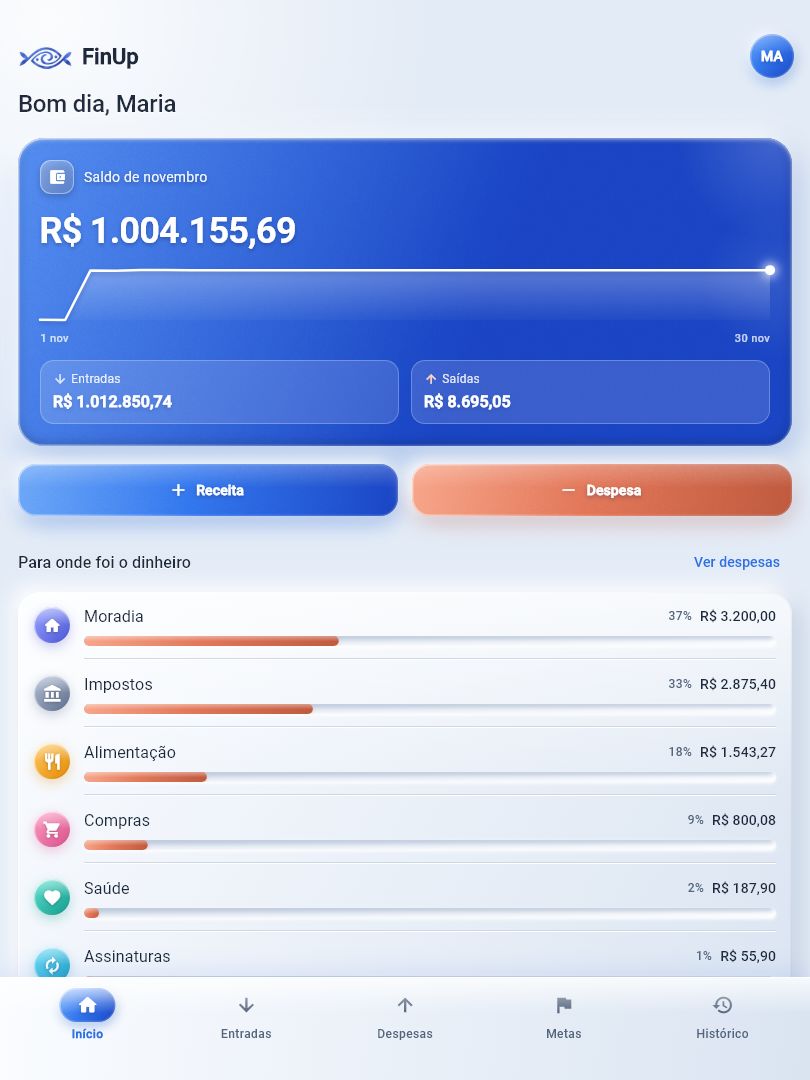 FinUp
MA
Bom dia, Maria
Saldo de novembro
R$ 1.004.155,69
1 nov
30 nov
Entradas
R$ 1.012.850,74
Saídas
R$ 8.695,05
Receita
Despesa
Para onde foi o dinheiro
Ver despesas
Moradia 37% R$ 3.200,00
Impostos 33% R$ 2.875,40
Alimentação 18% R$ 1.543,27
Compras 9% R$ 800,08
Saúde 2% R$ 187,90
Assinaturas 1% R$ 55,90
Início
Entradas
Despesas
Metas
Histórico